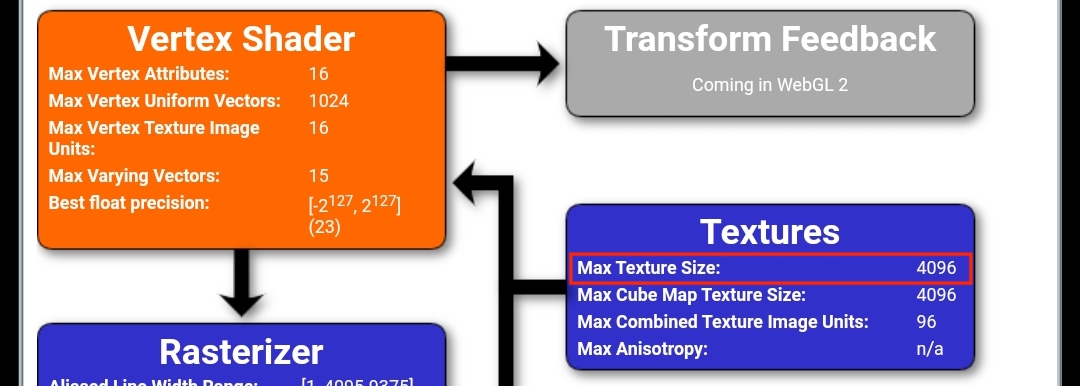 Vertex Shader
Max Vertex Attributes: 16
Max Vertex Uniform Vectors: 1024
Max Vertex Texture Image 16
Units:
Max Varying Vectors: 15
Best float precision: [-2^127, 2^127]
(23)
Transform Feedback
Coming in WebGL 2
Textures
Max Texture Size: 4096
Max Cube Map Texture Size: 4096
Max Combined Texture Image Units: 96
Max Anisotropy: n/a
Rasterizer
Aliased Line Width Range: [1, 4095.9375]